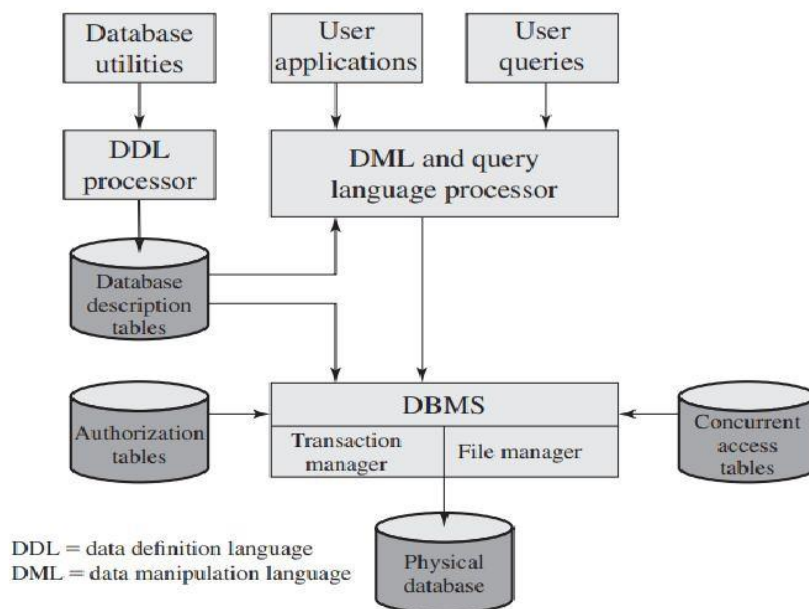 Database
utilities
User
applications
User
queries
DDL
processor
DML and query
language processor
Database
description
tables
Authorization
tables
DBMS
Transaction
manager
File manager
Concurrent
access
tables
Physical
database
DDL = data definition language
DML = data manipulation language